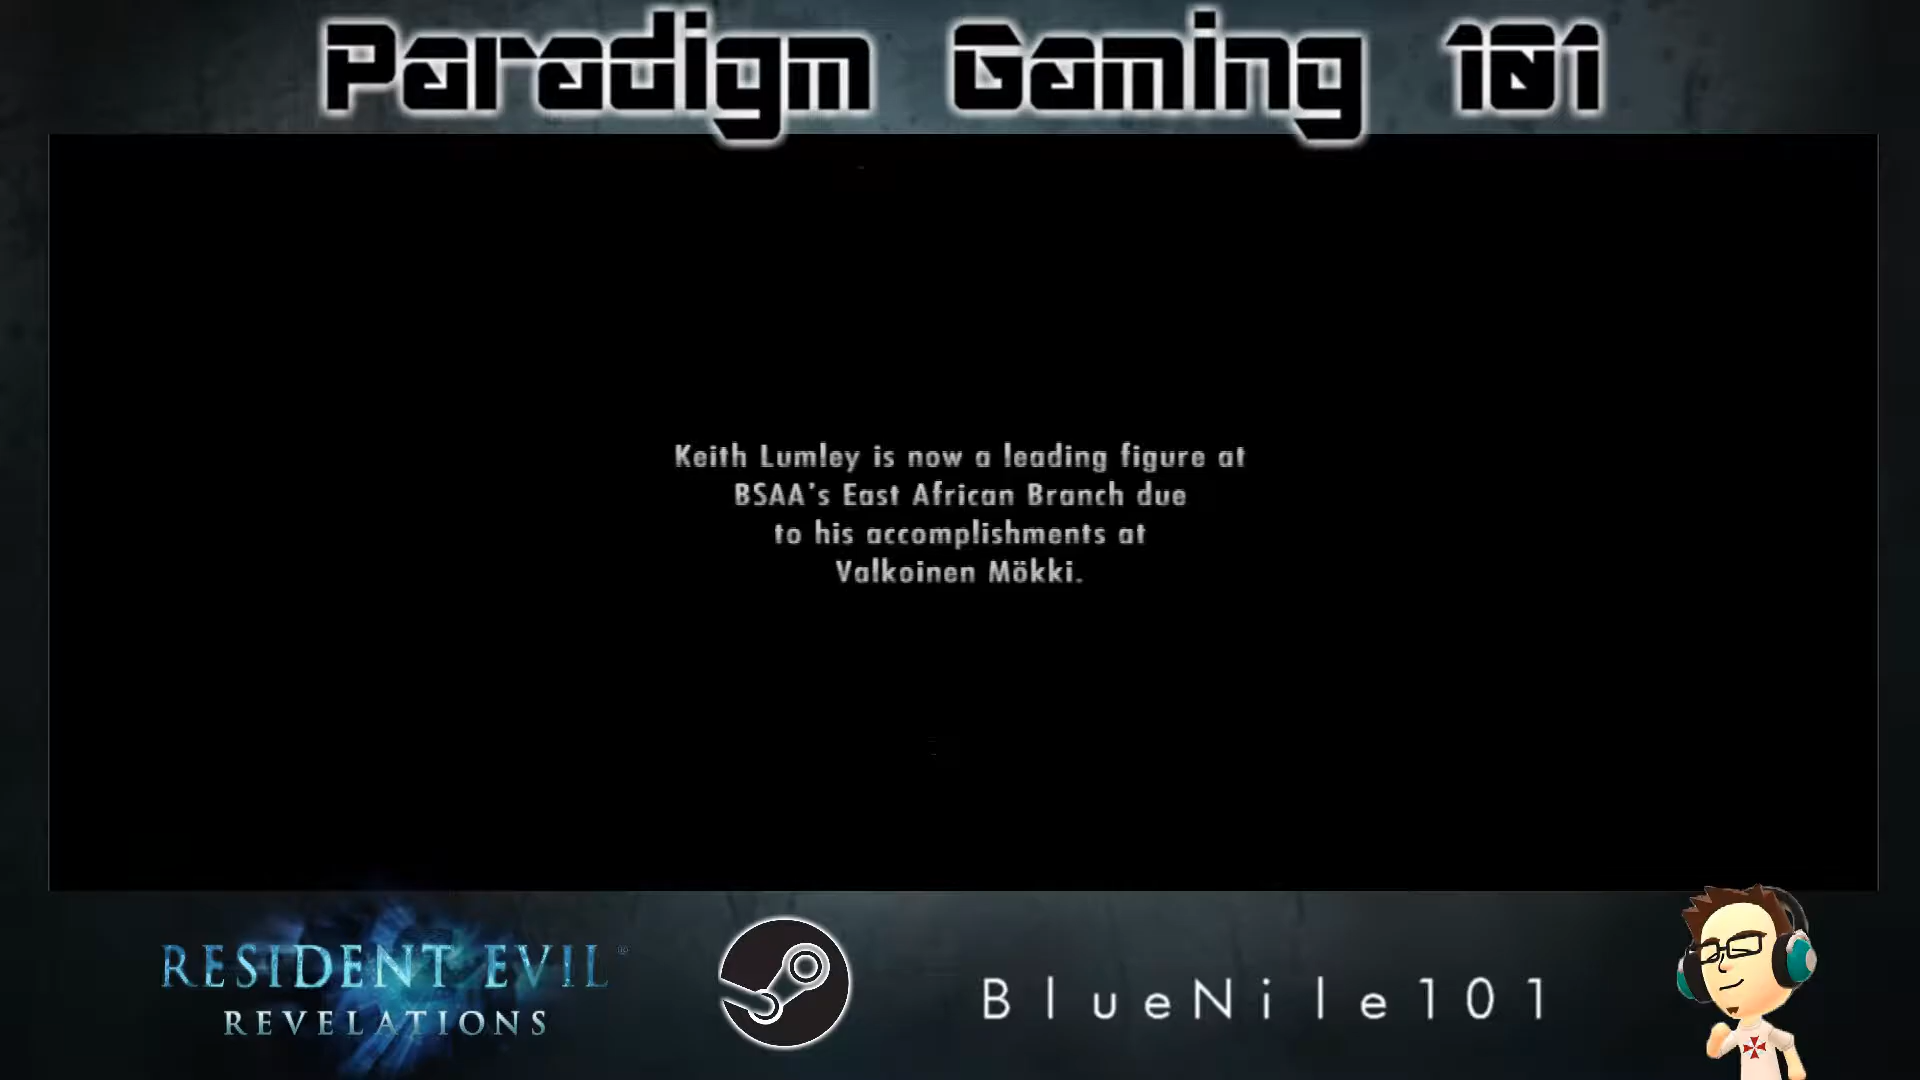 Paradigm Gaming 101
Keith Lumley is now a leading figure at
BSAA's East African Branch due
to his accomplishments at
Valkoinen Mökki.
RESIDENT EVIL®
REVELATIONS
BlueNile101